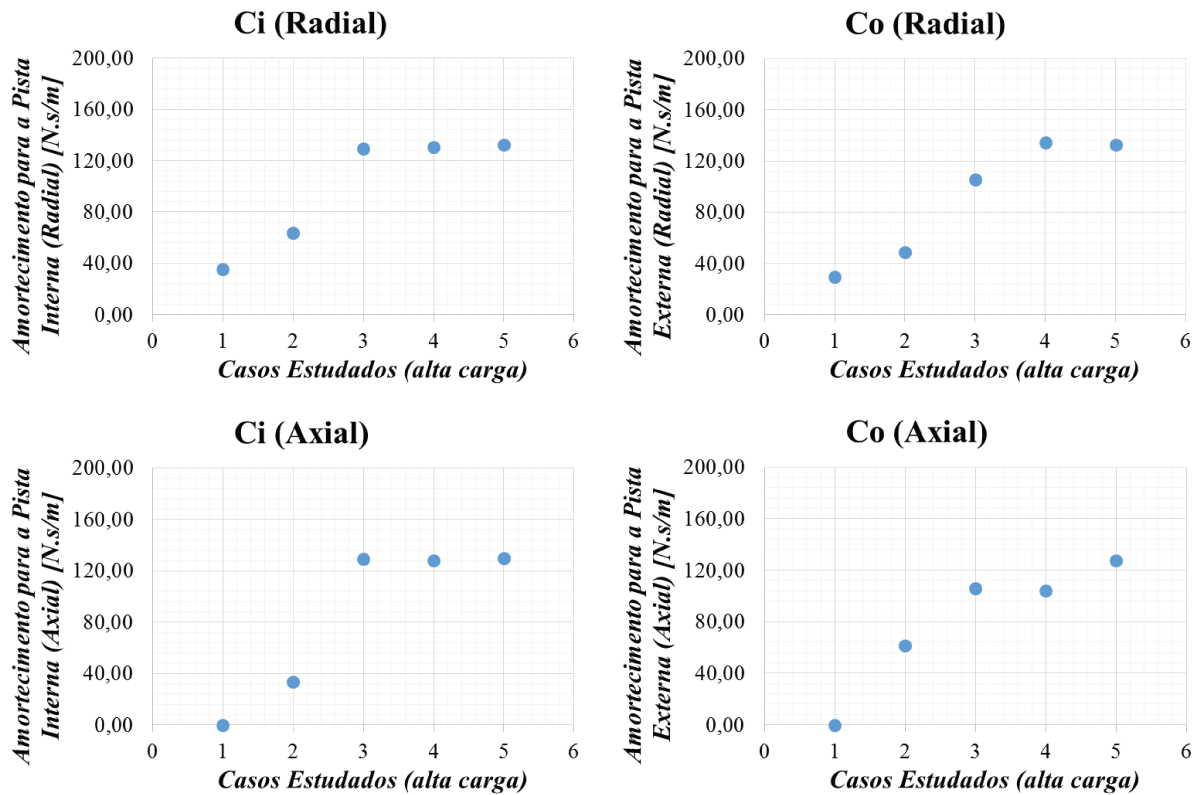 Ci (Radial)
Amortecimento para a Pista
Interna (Radial) [N.s/m]
200,00
160,00
120,00
80,00
40,00
0,00
0 1 2 3 4 5 6
Casos Estudados (alta carga)
Co (Radial)
Amortecimento para a Pista
Externa (Radial) [N.s/m]
200,00
160,00
120,00
80,00
40,00
0,00
0 1 2 3 4 5 6
Casos Estudados (alta carga)
Ci (Axial)
Amortecimento para a Pista
Interna (Axial) [N.s/m]
200,00
160,00
120,00
80,00
40,00
0,00
0 1 2 3 4 5 6
Casos Estudados (alta carga)
Co (Axial)
Amortecimento para a Pista
Externa (Axial) [N.s/m]
200,00
160,00
120,00
80,00
40,00
0,00
0 1 2 3 4 5 6
Casos Estudados (alta carga)